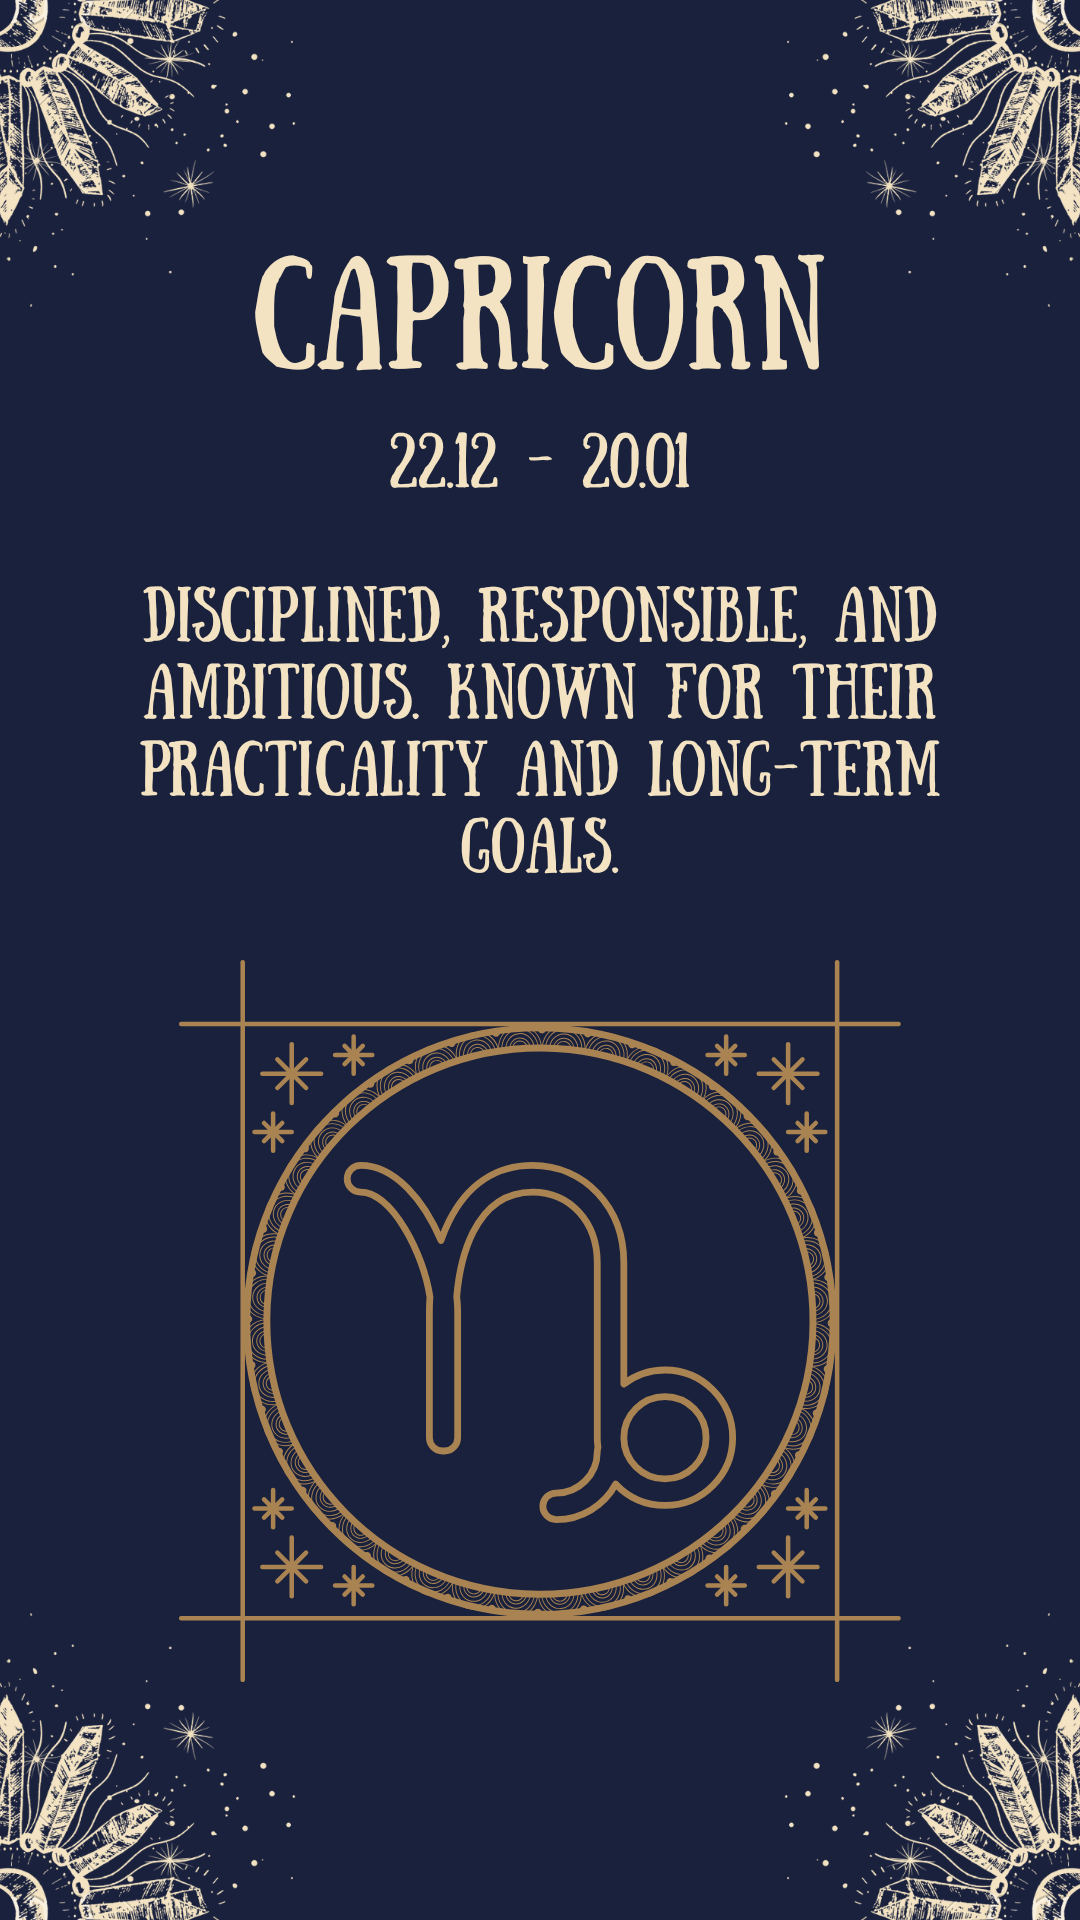 CAPRICORN
22.12 - 20.01
DISCIPLINED, RESPONSIBLE, AND
AMBITIOUS. KNOWN FOR THEIR
PRACTICALITY AND LONG-TERM
GOALS.